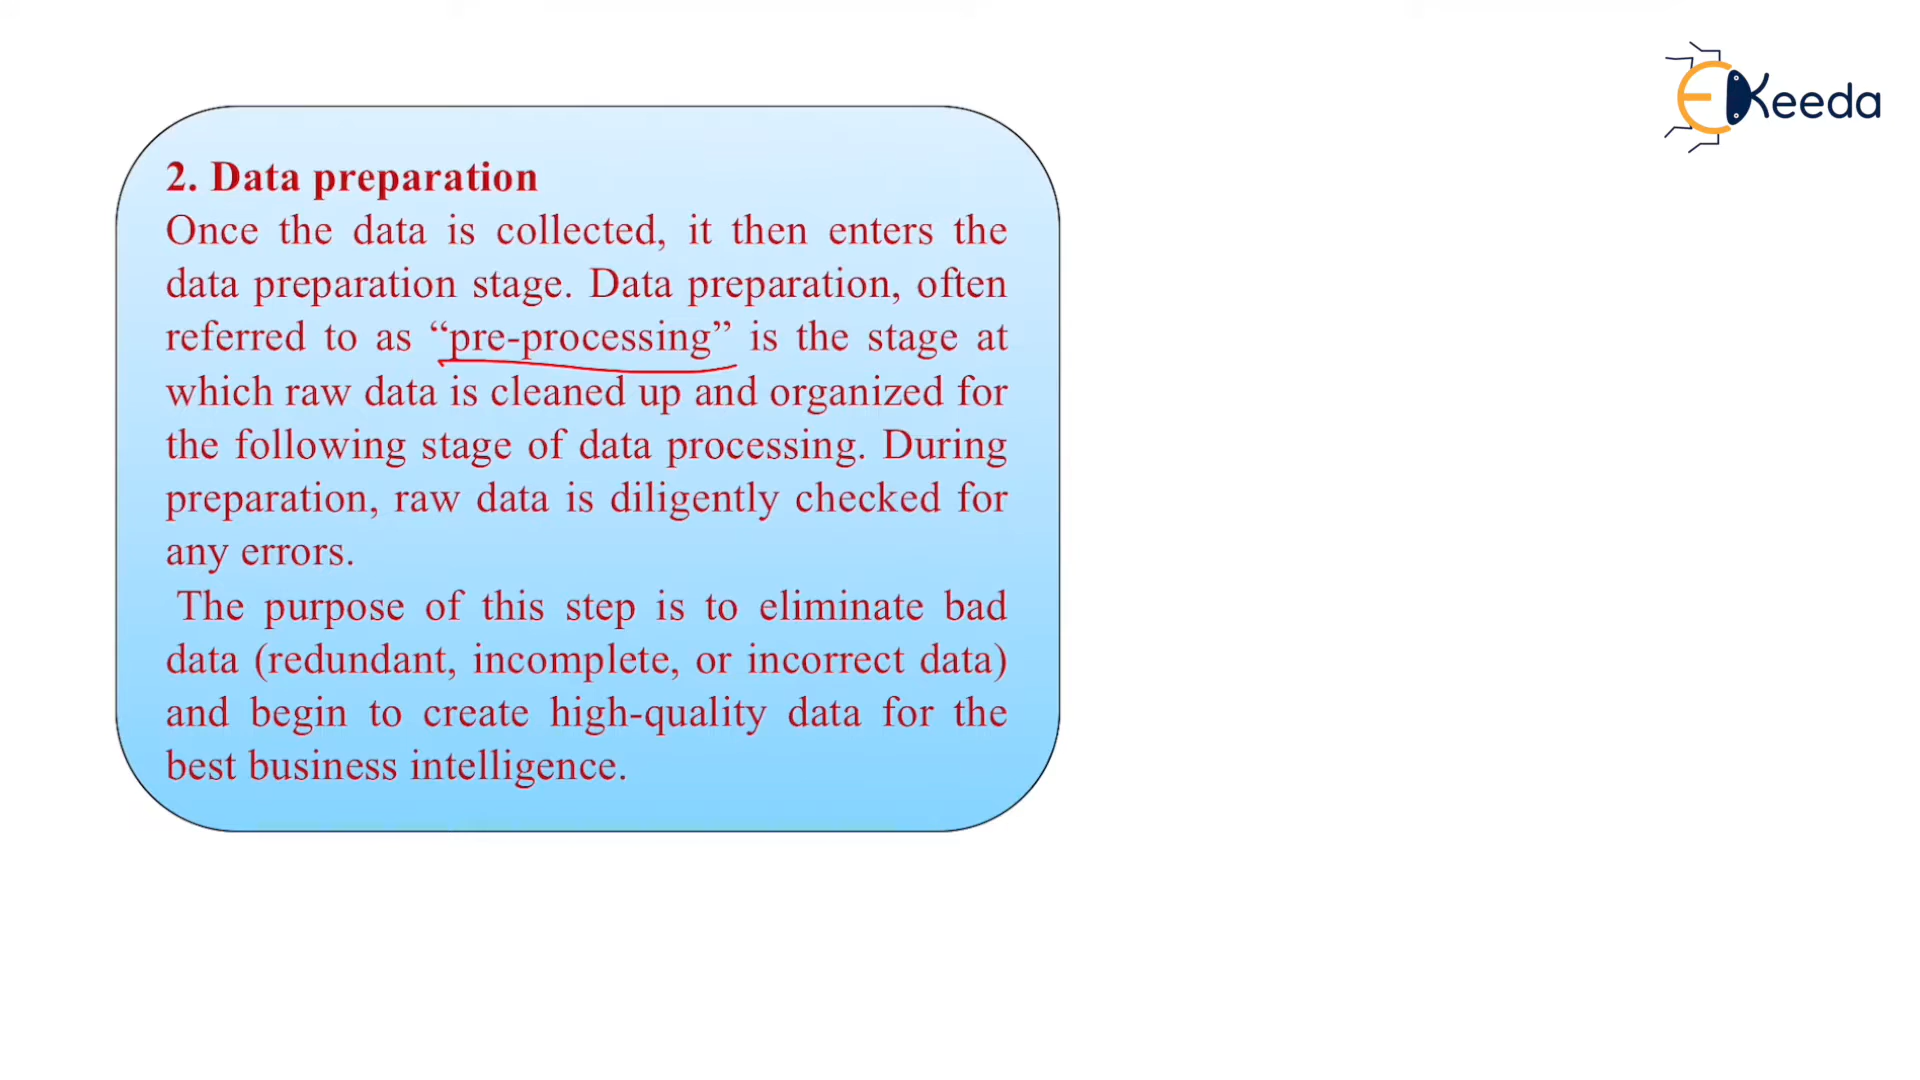 EKeeda
2. Data preparation
Once the data is collected, it then enters the
data preparation stage. Data preparation, often
referred to as “pre-processing” is the stage at
which raw data is cleaned up and organized for
the following stage of data processing. During
preparation, raw data is diligently checked for
any errors.
The purpose of this step is to eliminate bad
data (redundant, incomplete, or incorrect data)
and begin to create high-quality data for the
best business intelligence.